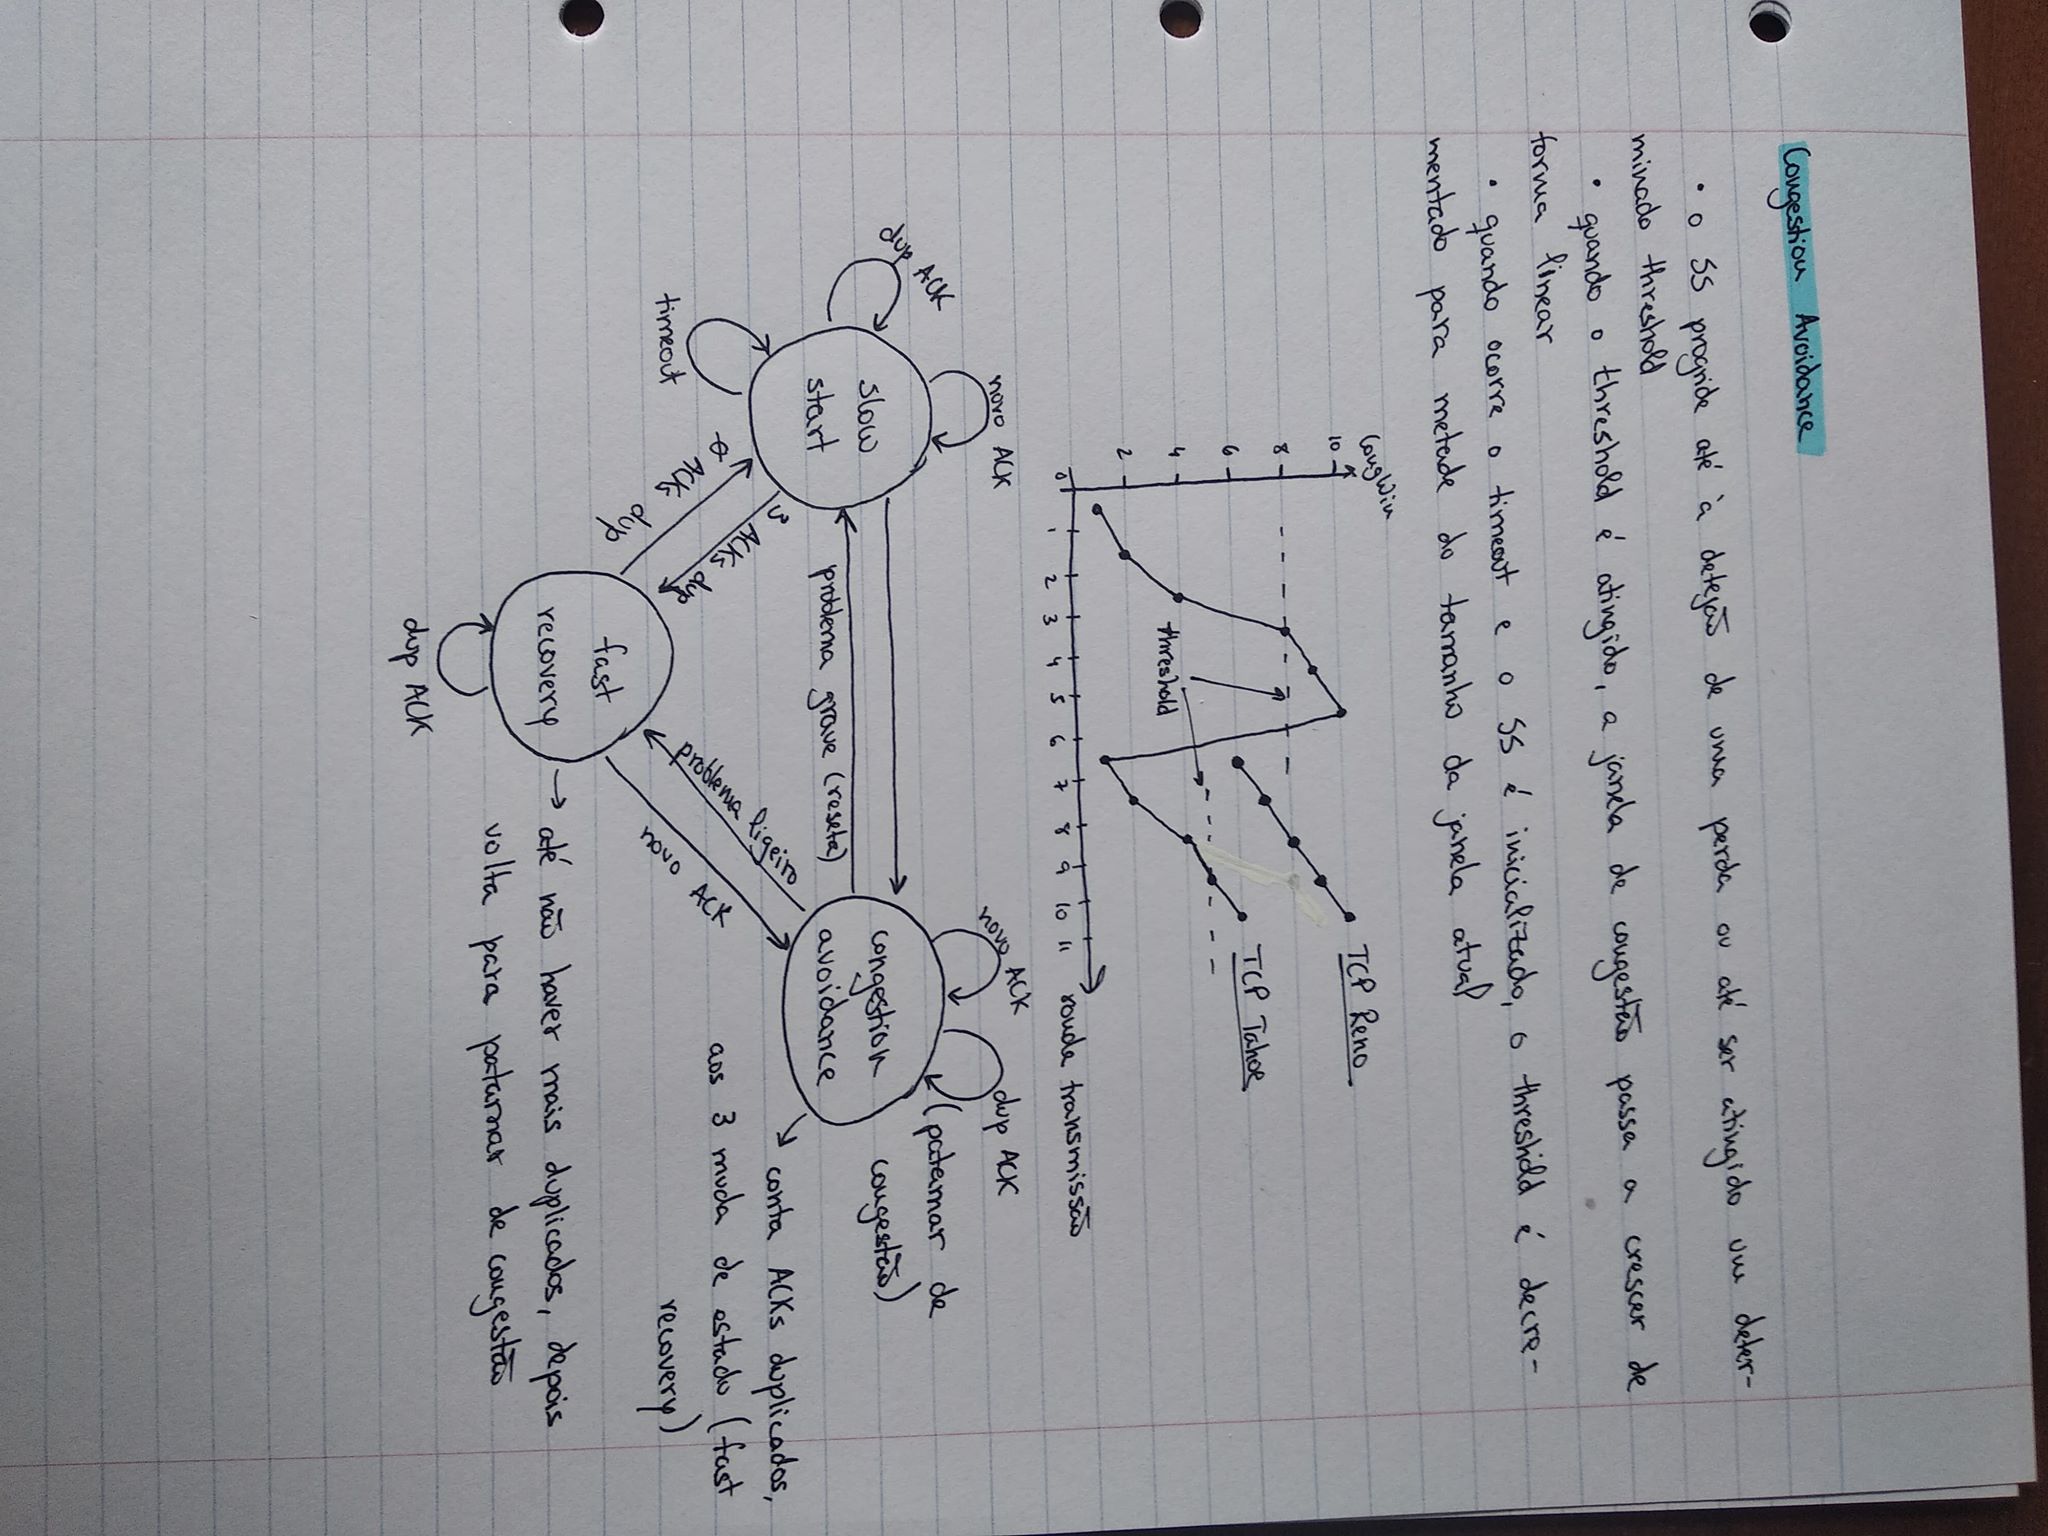 Congestion Avoidance
• o SS progride até à deteção de uma perda ou até ser atingido um deter-
minado threshold
• quando o threshold é atingido, a janela de congestão passa a crescer de
forma linear
• quando ocorre o timeout e o SS é inicializado, o threshold é decre-
mentado para metade do tamanho da janela atual
CongWin
10
8
6
4
2
0 1 2 3 4 5 6 7 8 9 10 11
ronda transmissão
threshold
TCP Reno
TCP Tahoe
novo ACK
dup ACK
slow
start
timeout
novo ACK
dup ACK
(patamar de
congestão)
congestion
avoidance
problema grave (reseta)
3 ACKs dup
0 ACKs dup
problema ligeiro
novo ACK
conta ACKs duplicados,
aos 3 muda de estado (fast
recovery)
fast
recovery
até não haver mais duplicados, depois
volta para patamar de congestão
dup ACK